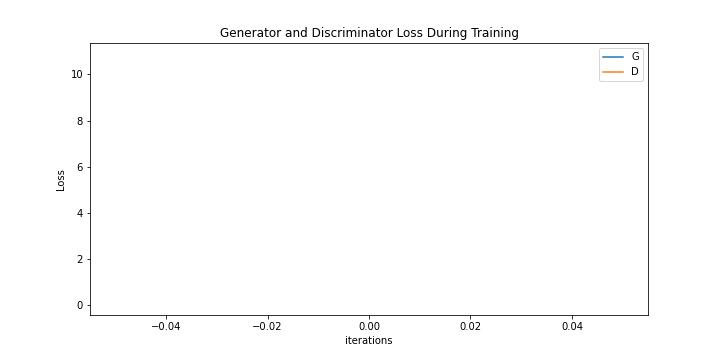 Generator and Discriminator Loss During Training
G
D
10
8
6
4
2
0
Loss
−0.04
−0.02
0.00
0.02
0.04
iterations